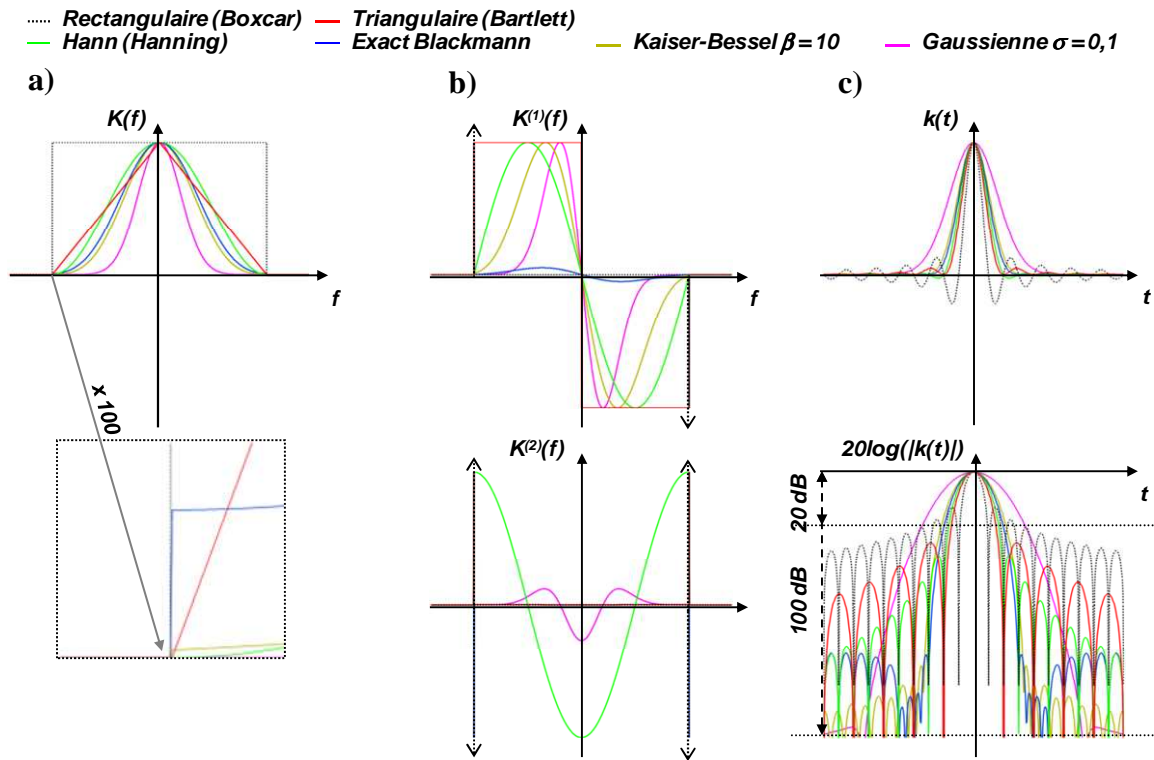 Rectangulaire (Boxcar)
Triangulaire (Bartlett)
Hann (Hanning)
Exact Blackmann
Kaiser-Bessel β = 10
Gaussienne σ = 0,1
a)
b)
c)
K(f)
f
x 100
K(1)(f)
f
K(2)(f)
k(t)
t
20log(|k(t)|)
t
20 dB
100 dB